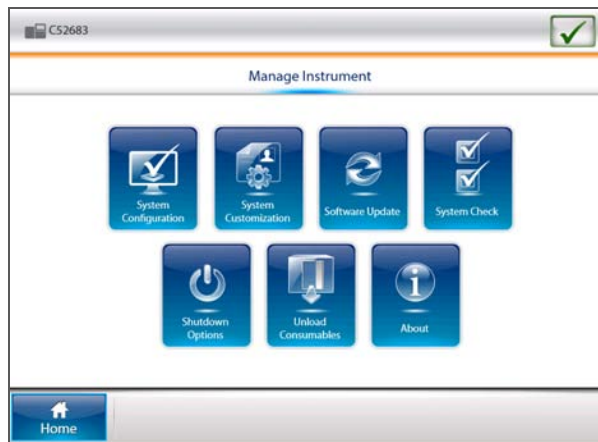 C52683
Manage Instrument
System
Configuration
System
Customization
Software Update
System Check
Shutdown
Options
Unload
Consumables
About
Home